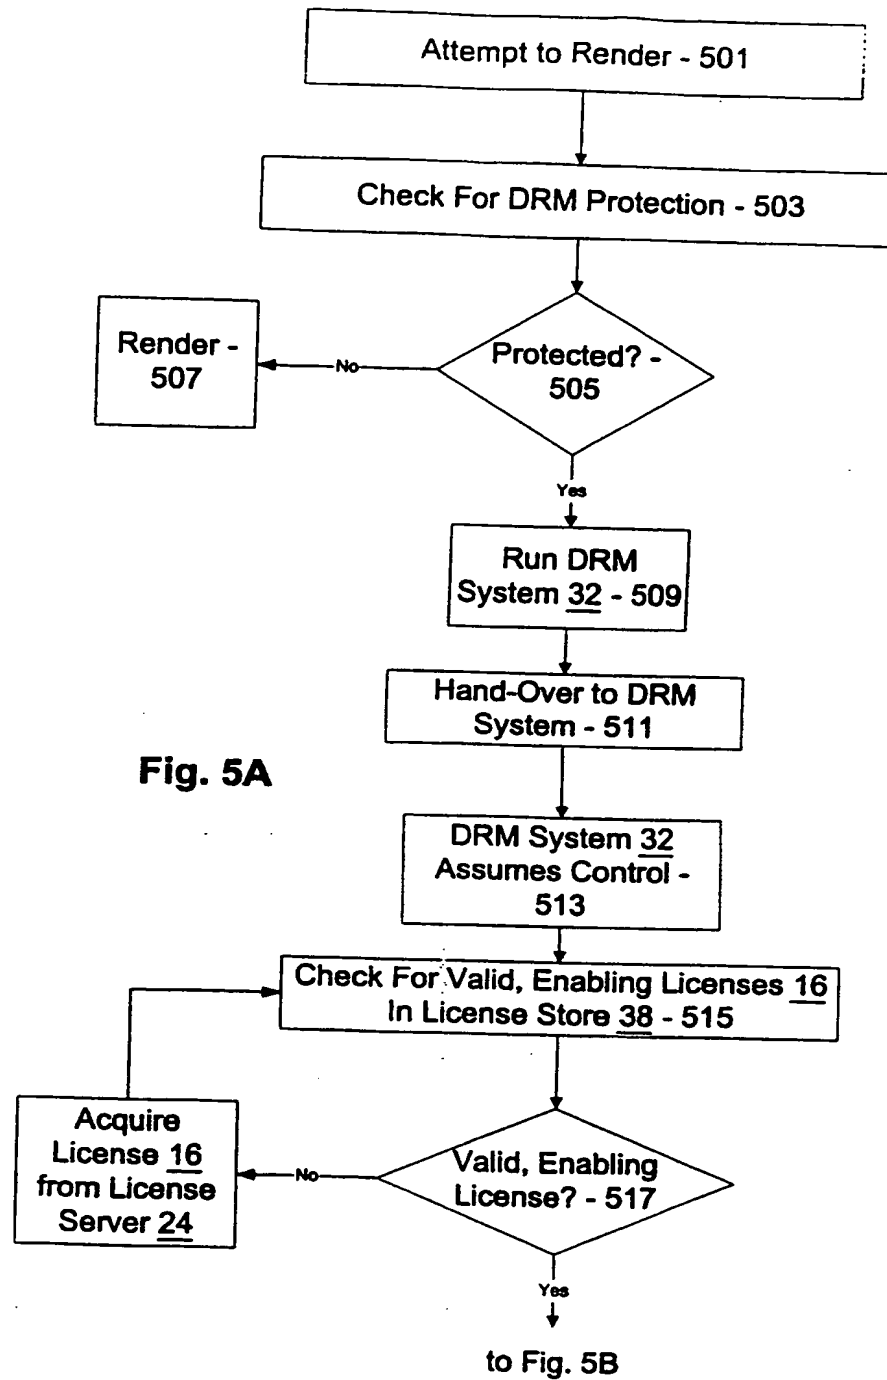 Attempt to Render - 501
Check For DRM Protection - 503
Render -
507
No
Protected? -
505
Yes
Run DRM
System 32 - 509
Hand-Over to DRM
System - 511
Fig. 5A
DRM System 32
Assumes Control -
513
Check For Valid, Enabling Licenses 16
In License Store 38 - 515
Acquire
License 16
from License
Server 24
No
Valid, Enabling
License? - 517
Yes
to Fig. 5B